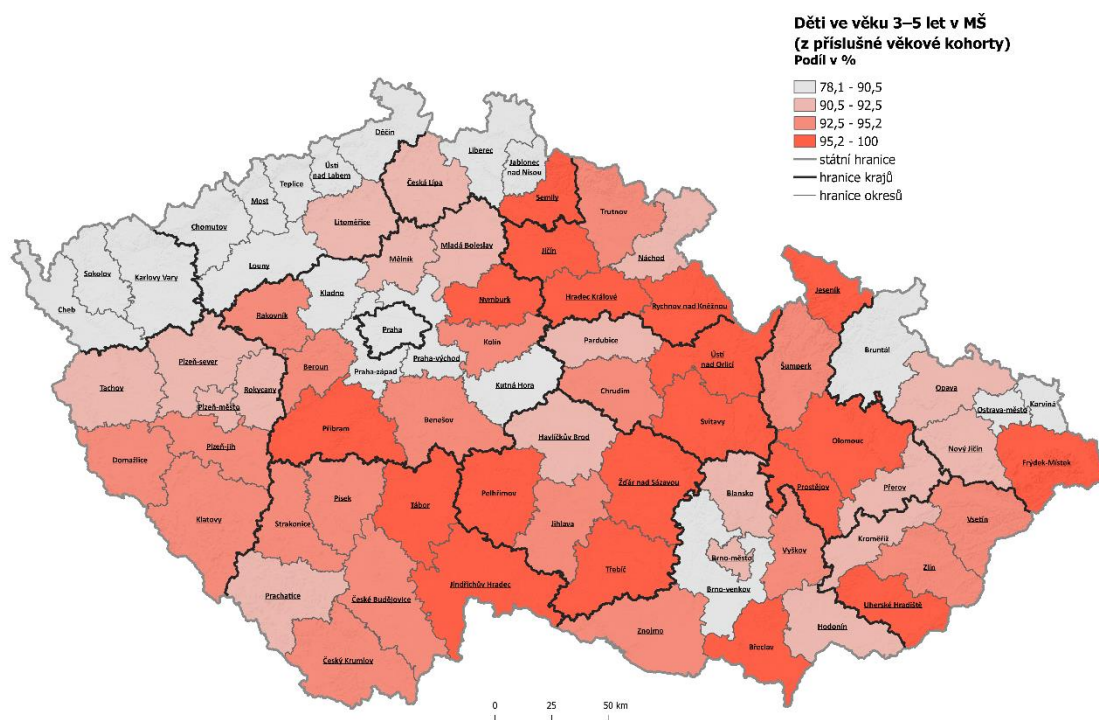 Děti ve věku 3–5 let v MŠ
(z příslušné věkové kohorty)
Podíl v %
78,1 - 90,5
90,5 - 92,5
92,5 - 95,2
95,2 - 100
státní hranice
hranice krajů
hranice okresů
Děčín
Liberec
Jablonec
nad Nisou
Ústí
nad Labem
Teplice
Most
Česká Lípa
Semily
Trutnov
Chomutov
Litoměřice
Mladá Boleslav
Jičín
Náchod
Mělník
Louny
Sokolov
Karlovy Vary
Cheb
Kladno
Nymburk
Hradec Králové
Rychnov nad Kněžnou
Jeseník
Rakovník
Praha
Kolín
Pardubice
Bruntál
Plzeň-sever
Beroun
Praha-západ
Praha-východ
Ústí
nad Orlicí
Šumperk
Tachov
Rokycany
Plzeň-město
Kutná Hora
Chrudim
Opava
Karviná
Ostrava-město
Příbram
Benešov
Svitavy
Plzeň-jih
Havlíčkův Brod
Olomouc
Nový Jičín
Frýdek-Místek
Domažlice
Pelhřimov
Žďár nad Sázavou
Prostějov
Přerov
Klatovy
Strakonice
Písek
Tábor
Blansko
Vsetín
Jihlava
Kroměříž
Vyškov
Brno-město
Třebíč
Zlín
Prachatice
České Budějovice
Jindřichův Hradec
Brno-venkov
Uherské Hradiště
Znojmo
Hodonín
Břeclav
Český Krumlov
0 25 50 km